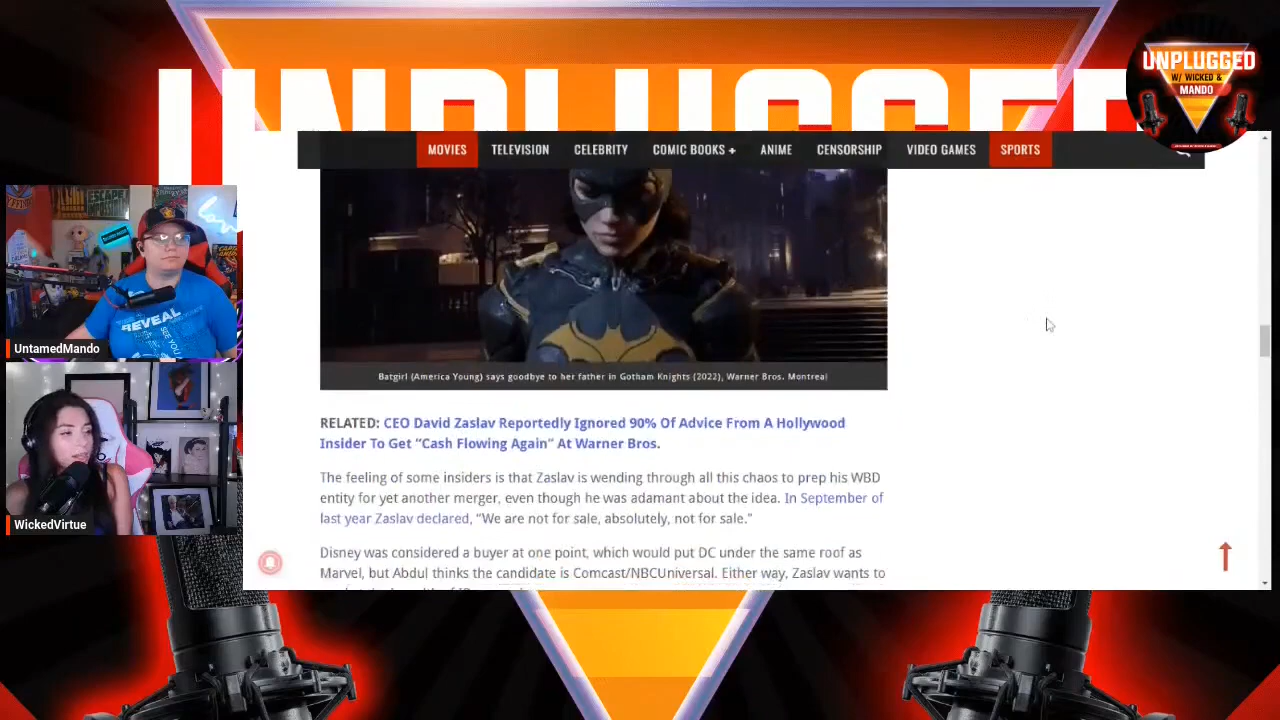 UNPLUGGED
UNPLUGGED
W/ WICKED &
MANDO
MOVIES TELEVISION CELEBRITY COMIC BOOKS + ANIME CENSORSHIP VIDEO GAMES SPORTS
Batgirl (America Young) says goodbye to her father in Gotham Knights (2022), Warner Bros. Montreal
RELATED: CEO David Zaslav Reportedly Ignored 90% Of Advice From A Hollywood
Insider To Get “Cash Flowing Again” At Warner Bros.
The feeling of some insiders is that Zaslav is wending through all this chaos to prep his WBD
entity for yet another merger, even though he was adamant about the idea. In September of
last year Zaslav declared, “We are not for sale, absolutely, not for sale.”
Disney was considered a buyer at one point, which would put DC under the same roof as
Marvel, but Abdul thinks the candidate is Comcast/NBCUniversal. Either way, Zaslav wants to
REVEAL
SEE YOU
UntamedMando
WickedVirtue